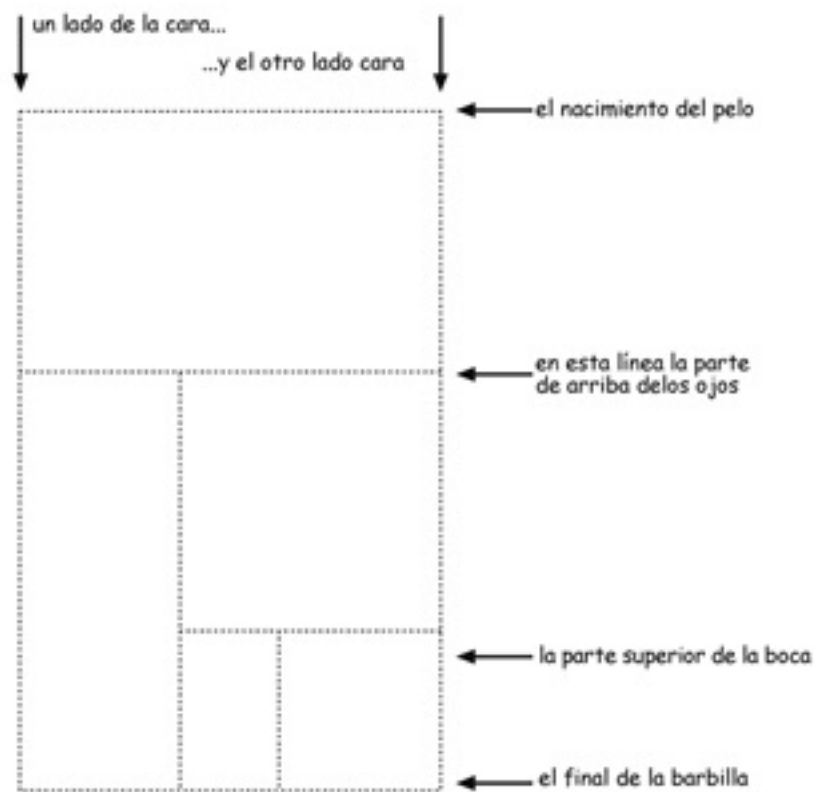 un lado de la cara...
...y el otro lado cara
el nacimiento del pelo
en esta línea la parte
de arriba delos ojos
la parte superior de la boca
el final de la barbilla